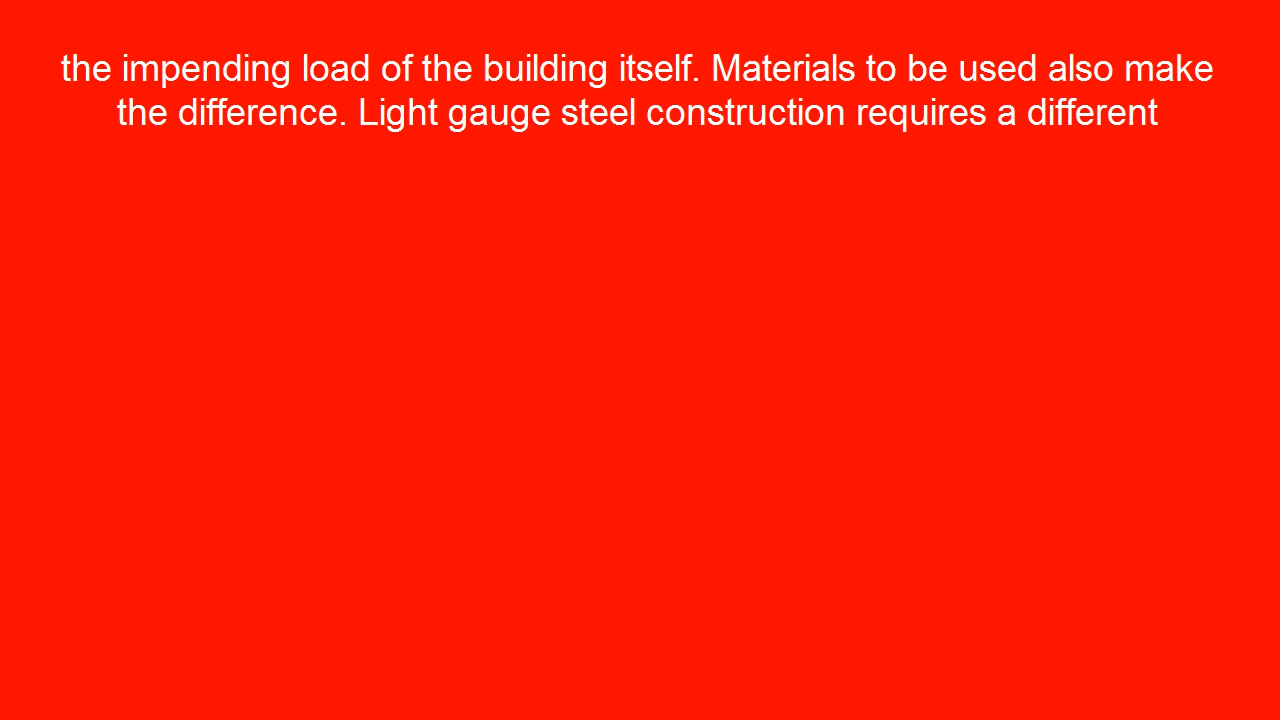 the impending load of the building itself. Materials to be used also make
the difference. Light gauge steel construction requires a different